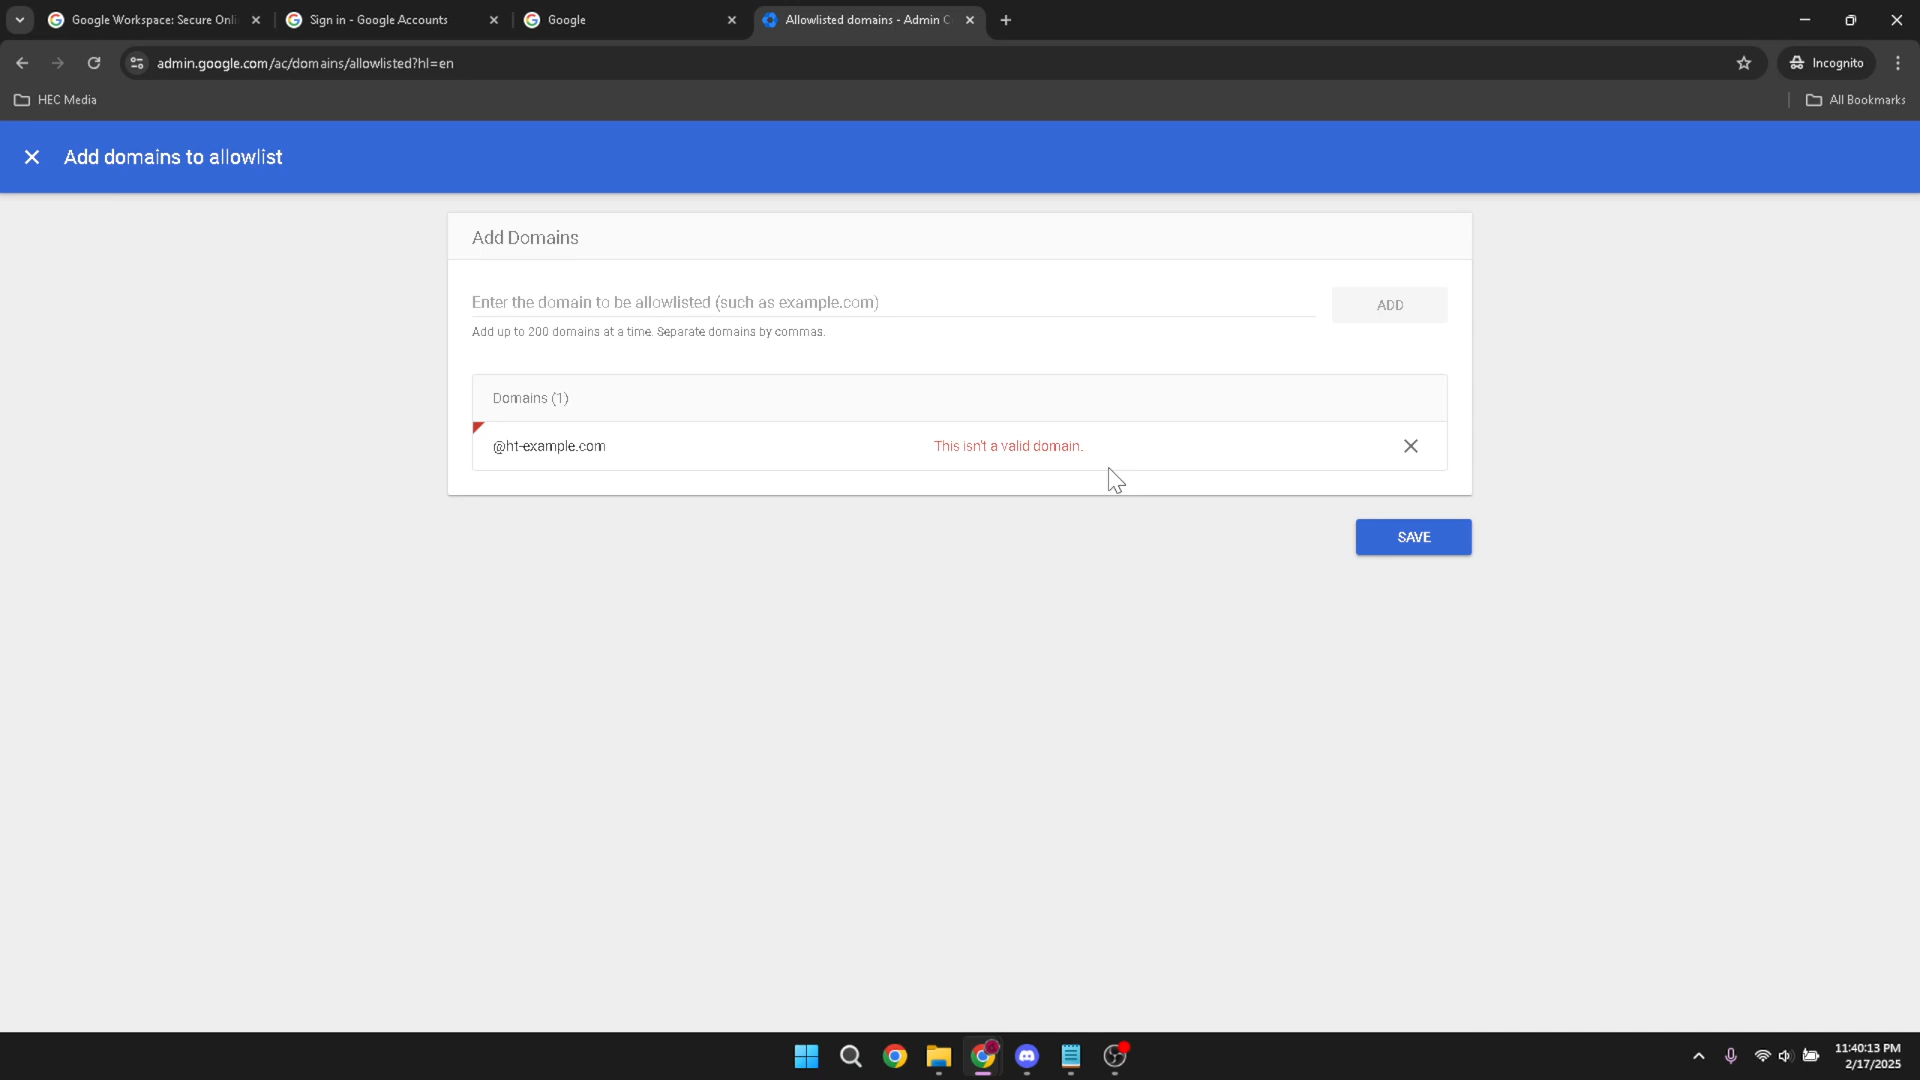 Google Workspace: Secure Onli
Sign in - Google Accounts
Google
Allowlisted domains - Admin C
admin.google.com/ac/domains/allowlisted?hl=en
Incognito
HEC Media
All Bookmarks
Add domains to allowlist
Add Domains
Enter the domain to be allowlisted (such as example.com)
ADD
Add up to 200 domains at a time. Separate domains by commas.
Domains (1)
@ht-example.com
This isn't a valid domain.
SAVE
11:40:13 PM
2/17/2025